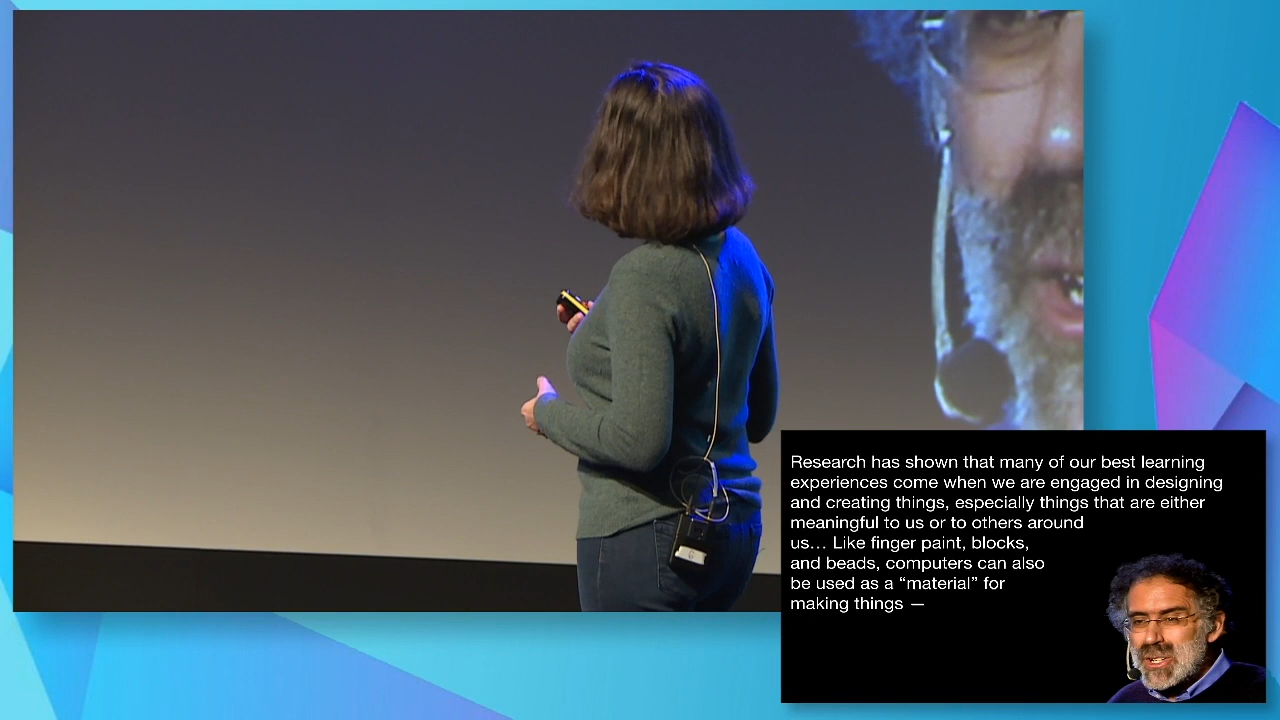 Research has shown that many of our best learning
experiences come when we are engaged in designing
and creating things, especially things that are either
meaningful to us or to others around
us… Like finger paint, blocks,
and beads, computers can also
be used as a “material” for
making things —